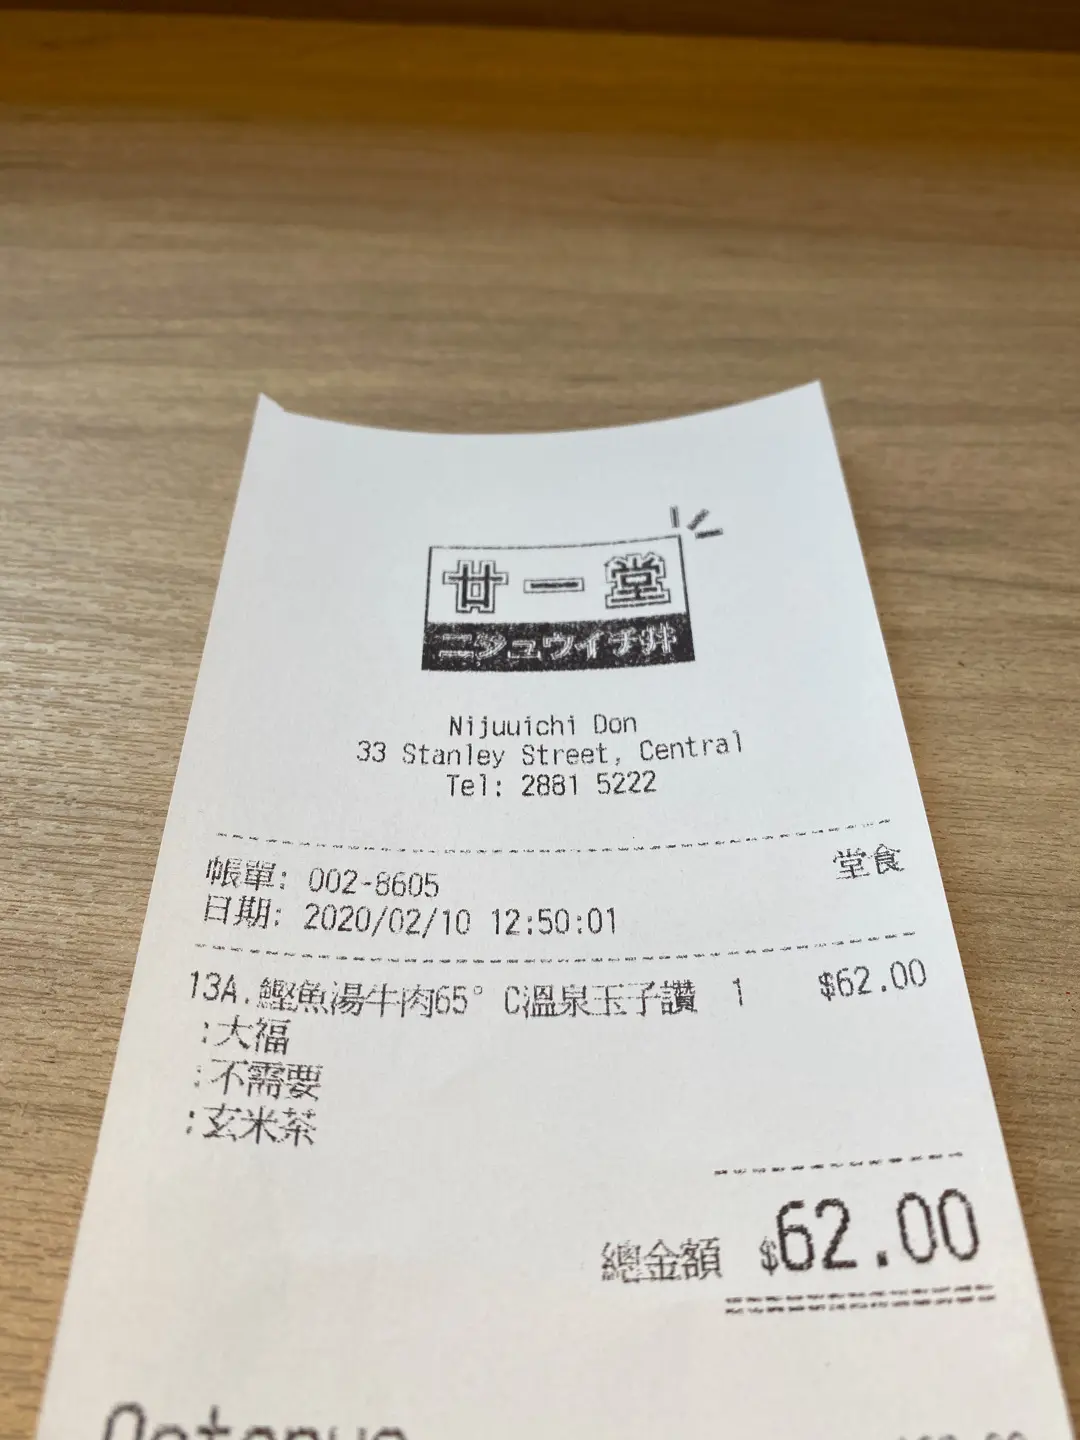 廿一堂
ニジュウイチ丼
Nijuuichi Don
33 Stanley Street, Central
Tel: 2881 5222
堂食
帳單: 002-8605
日期: 2020/02/10 12:50:01
13A.鰹魚湯牛肉65°C溫泉玉子讚 1 $62.00
:大福
:不需要
:玄米茶
總金額 $62.00
Octopus